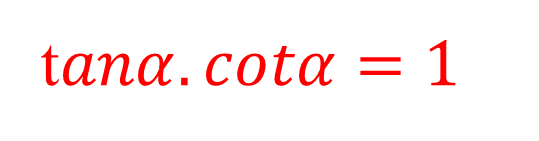 tanα. cotα = 1